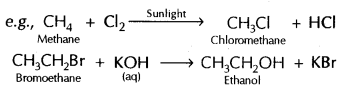 Sunlight
e.g., CH₄ + Cl₂ ⟶ CH₃Cl + HCl
Methane Chloromethane
CH₃CH₂Br + KOH ⟶ CH₃CH₂OH + KBr
Bromoethane (aq) Ethanol